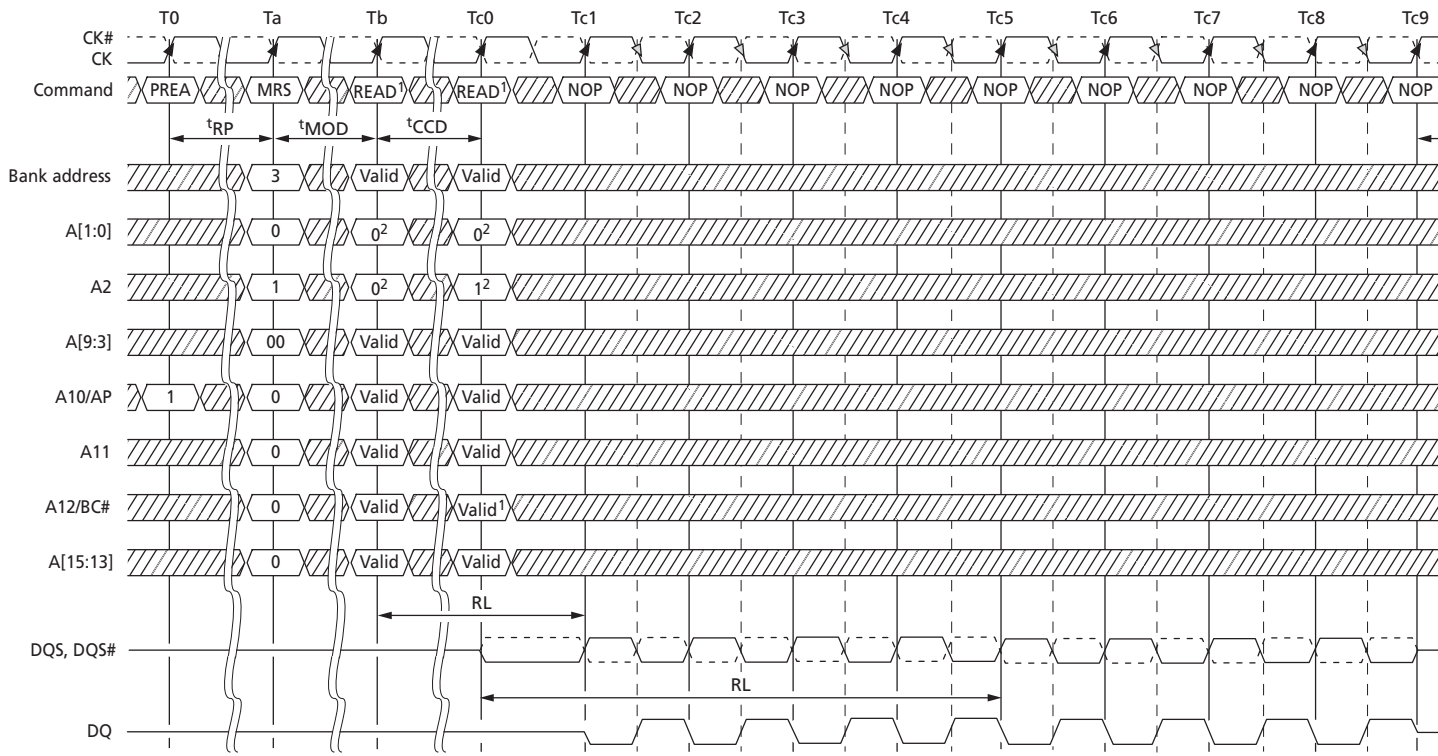 T0 Ta Tb Tc0 Tc1 Tc2 Tc3 Tc4 Tc5 Tc6 Tc7 Tc8 Tc9
CK#
CK
Command PREA MRS READ¹ READ¹ NOP NOP NOP NOP NOP NOP NOP NOP NOP
tRP tMOD tCCD
Bank address 3 Valid Valid
A[1:0] 0 0² 0²
A2 1 0² 1²
A[9:3] 00 Valid Valid
A10/AP 1 0 Valid Valid
A11 0 Valid Valid
A12/BC# 0 Valid Valid¹
A[15:13] 0 Valid Valid
RL
DQS, DQS#
RL
DQ